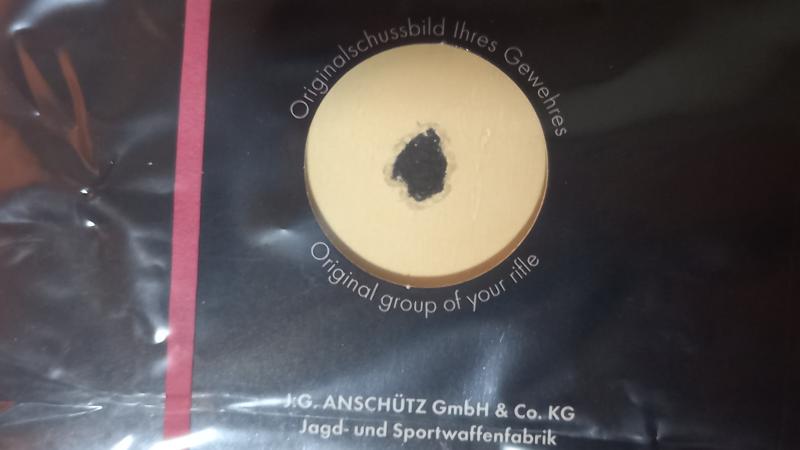 Originalschussbild Ihres Gewehres
Original group of your rifle
J.G. ANSCHÜTZ GmbH & Co. KG
Jagd- und Sportwaffenfabrik